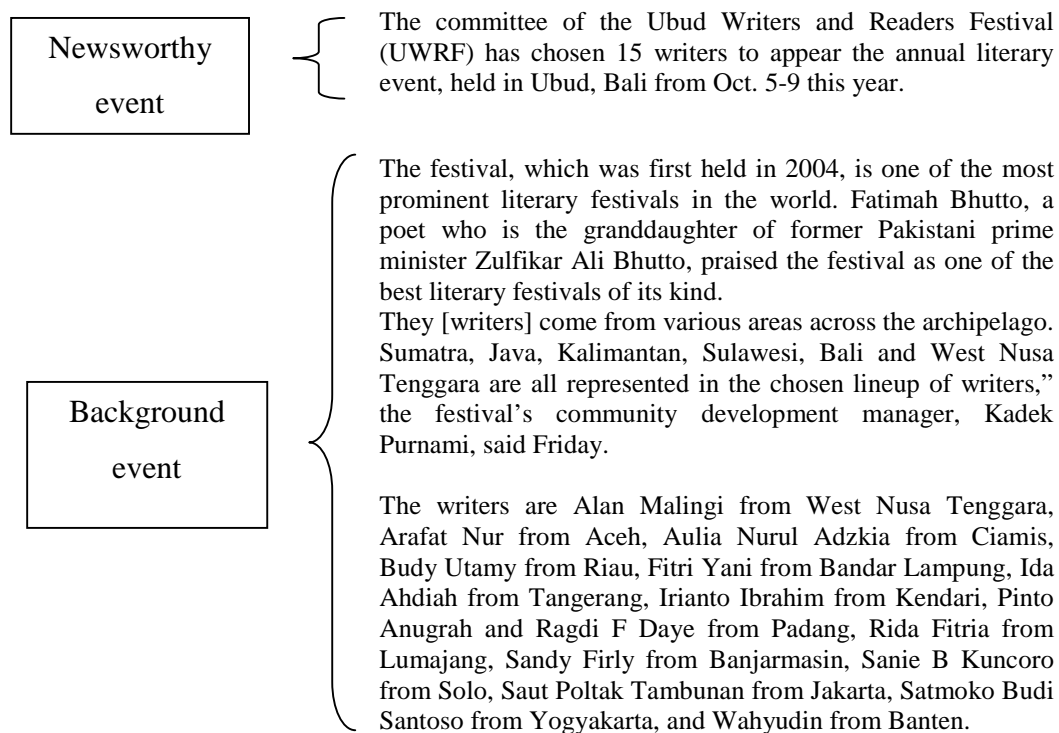 Newsworthy
event
The committee of the Ubud Writers and Readers Festival
(UWRF) has chosen 15 writers to appear the annual literary
event, held in Ubud, Bali from Oct. 5-9 this year.
Background
event
The festival, which was first held in 2004, is one of the most
prominent literary festivals in the world. Fatimah Bhutto, a
poet who is the granddaughter of former Pakistani prime
minister Zulfikar Ali Bhutto, praised the festival as one of the
best literary festivals of its kind.
They [writers] come from various areas across the archipelago.
Sumatra, Java, Kalimantan, Sulawesi, Bali and West Nusa
Tenggara are all represented in the chosen lineup of writers,”
the festival’s community development manager, Kadek
Purnami, said Friday.
The writers are Alan Malingi from West Nusa Tenggara,
Arafat Nur from Aceh, Aulia Nurul Adzkia from Ciamis,
Budy Utamy from Riau, Fitri Yani from Bandar Lampung, Ida
Ahdiah from Tangerang, Irianto Ibrahim from Kendari, Pinto
Anugrah and Ragdi F Daye from Padang, Rida Fitria from
Lumajang, Sandy Firly from Banjarmasin, Sanie B Kuncoro
from Solo, Saut Poltak Tambunan from Jakarta, Satmoko Budi
Santoso from Yogyakarta, and Wahyudin from Banten.